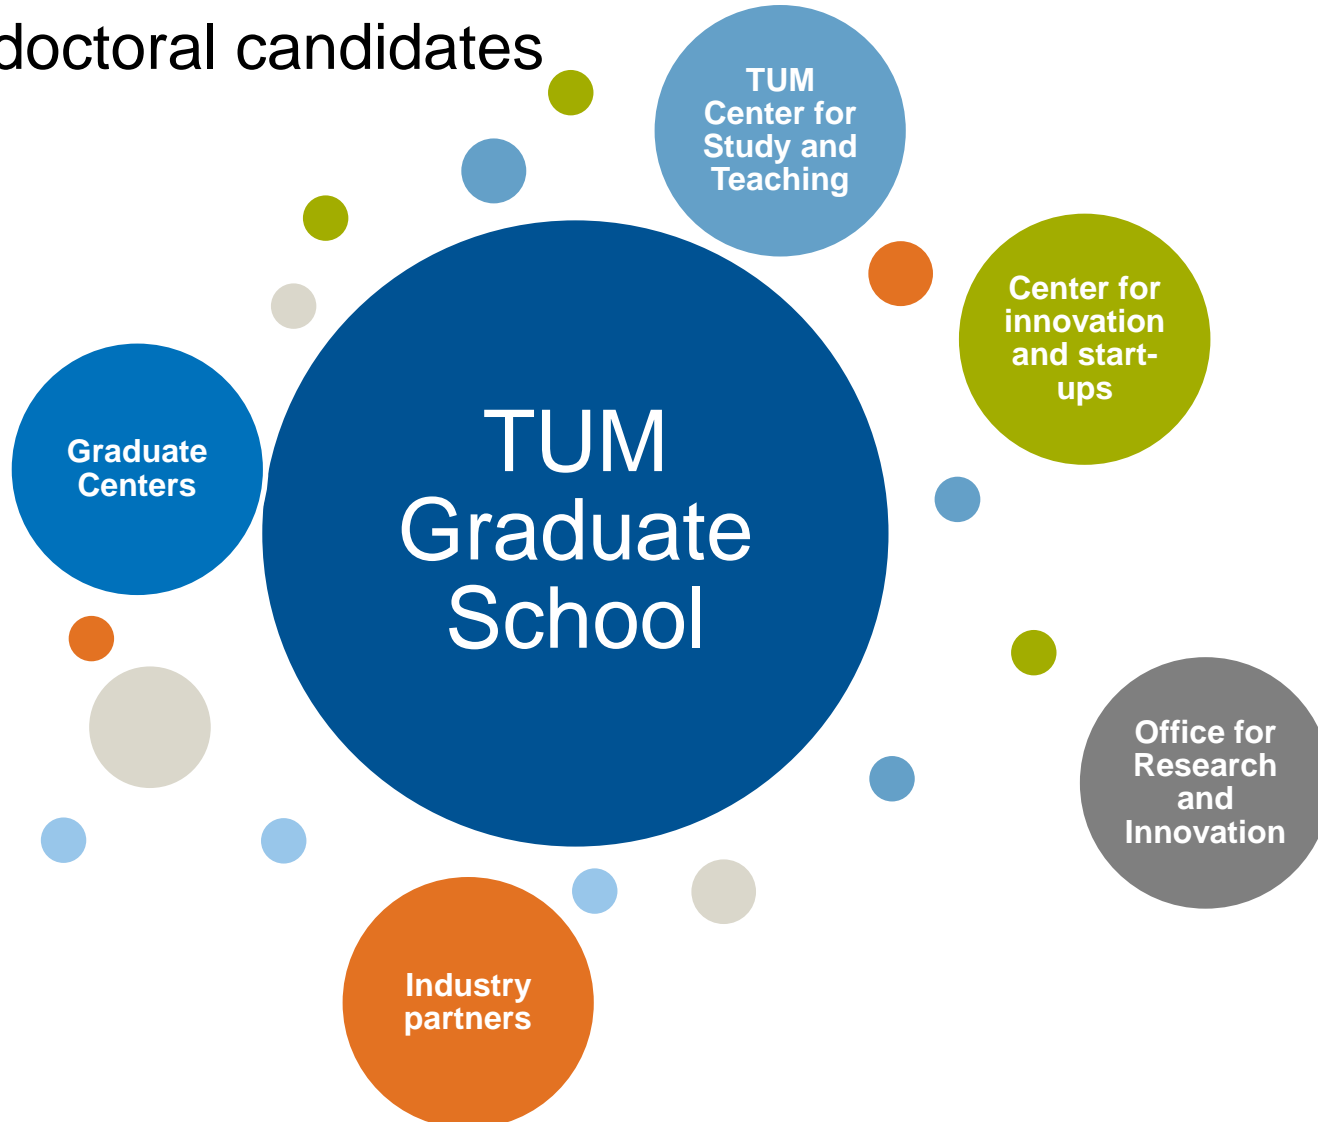 doctoral candidates
TUM
Center for
Study and
Teaching
Center for
innovation
and start-
ups
Graduate
Centers
TUM
Graduate
School
Office for
Research
and
Innovation
Industry
partners